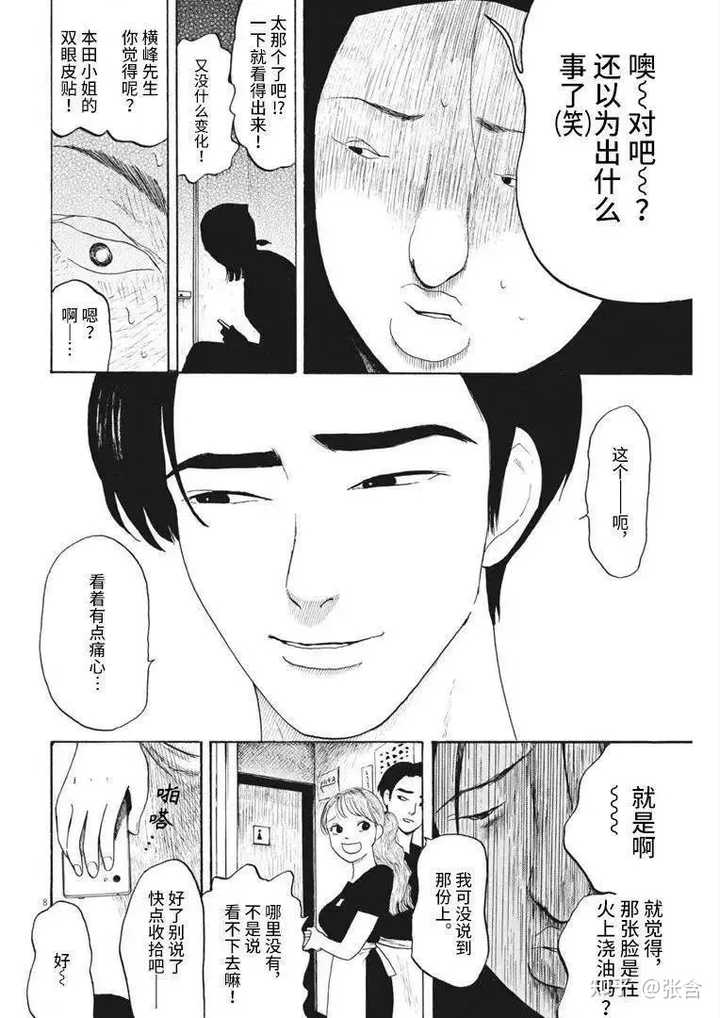 噢～对吧～？
还以为出什么
事了(笑)
太那个了吧!?
一下就看得出来！
又没什么变化！
横峰先生
你觉得呢？
本田小姐的
双眼皮贴！
嗯？
啊——…
这个——呃，
看着有点痛心…
就是啊
～
就觉得，
那张脸是在
火上浇油吗？
我可没说到
那份上。
哪里没有，
不是说
看不下去嘛！
啪
嗒
好了别说了
快点收拾吧——
好～
8
知乎 @张含